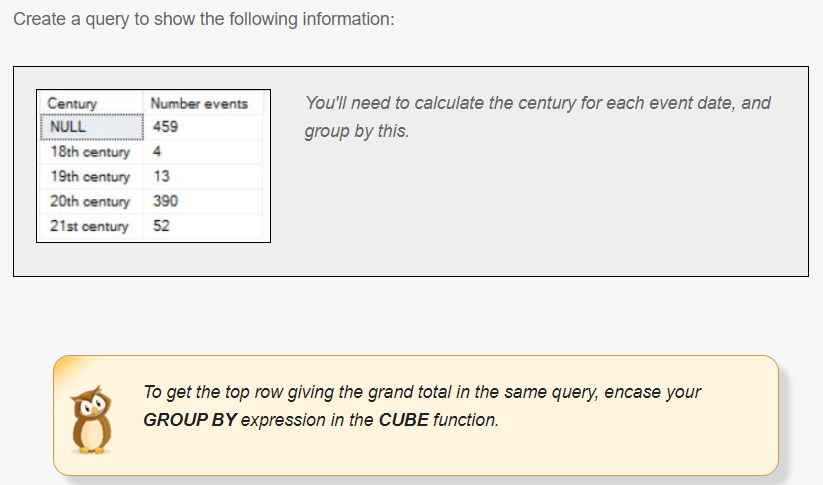 Create a query to show the following information:
Century Number events
NULL 459
18th century 4
19th century 13
20th century 390
21st century 52
You'll need to calculate the century for each event date, and
group by this.
To get the top row giving the grand total in the same query, encase your
GROUP BY expression in the CUBE function.